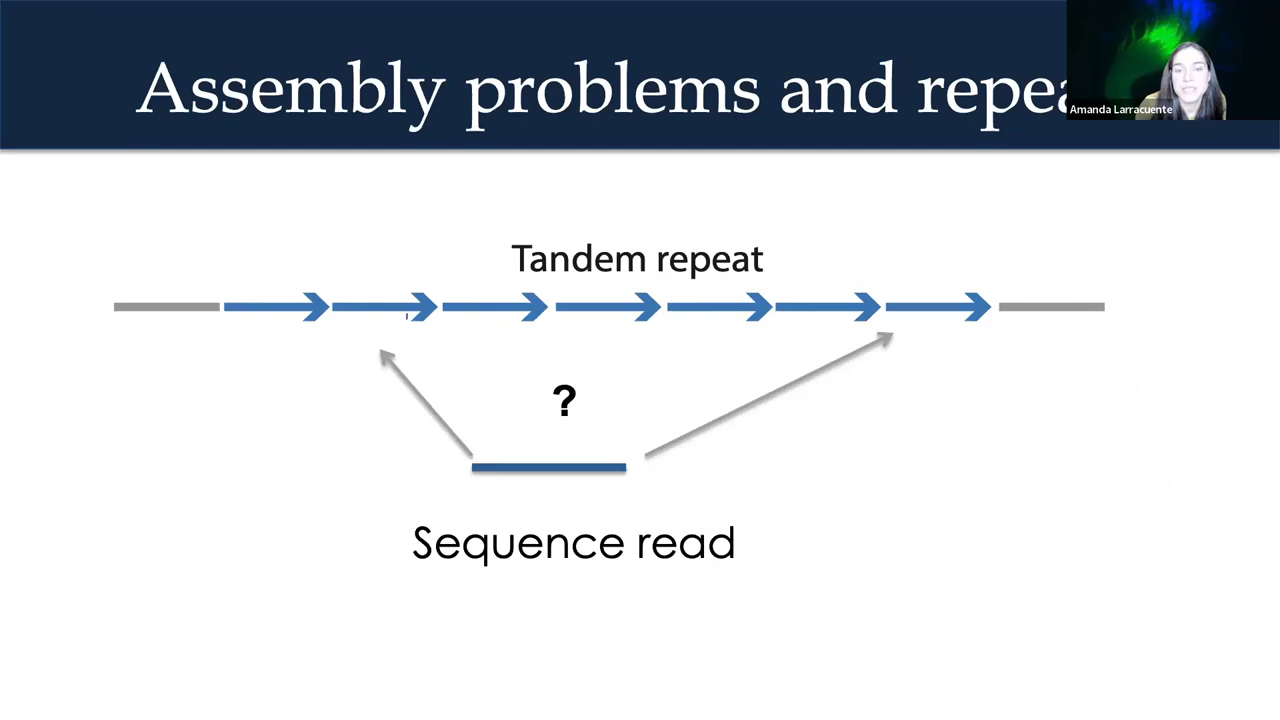 Assembly problems and repea
Amanda Larracuente
Tandem repeat
?
Sequence read